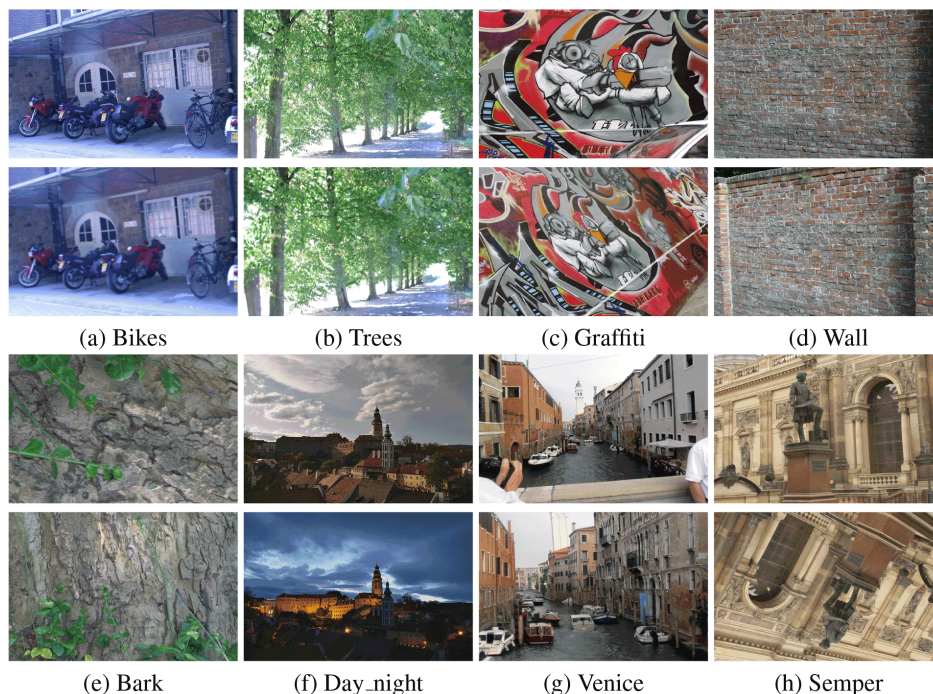 (a) Bikes
(b) Trees
(c) Graffiti
(d) Wall
(e) Bark
(f) Day_night
(g) Venice
(h) Semper